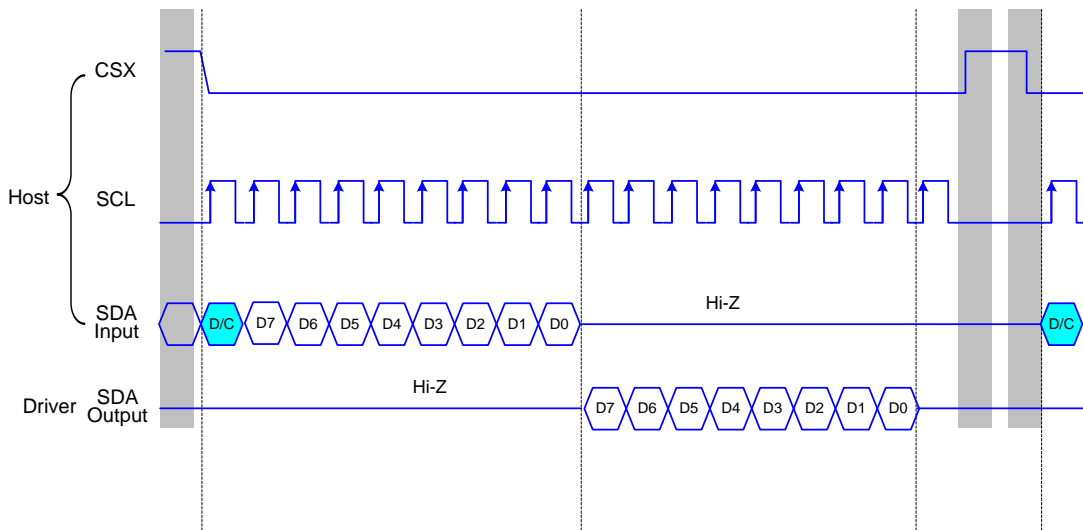 CSX
Host
SCL
Hi-Z
SDA
Input
D/C D7 D6 D5 D4 D3 D2 D1 D0
D/C
Hi-Z
Driver
SDA
Output
D7 D6 D5 D4 D3 D2 D1 D0